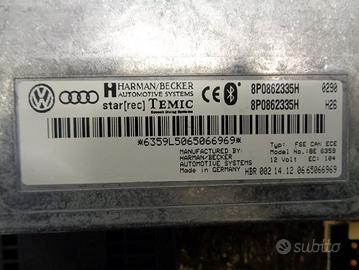 HARMAN/BECKER
AUTOMOTIVE SYSTEMS
star[rec] TEMIC
8P0862335H 0290
8P0862335H H26
*6359L5065066969*
MANUFACTURED BY:
HARMAN/BECKER
AUTOMOTIVE SYSTEMS
Made in GERMANY
Typ: FSE CAN ECE
Model No.: BE 6359
12 Volt EC: 104
HBR 002 14.12.06 65066969
subito